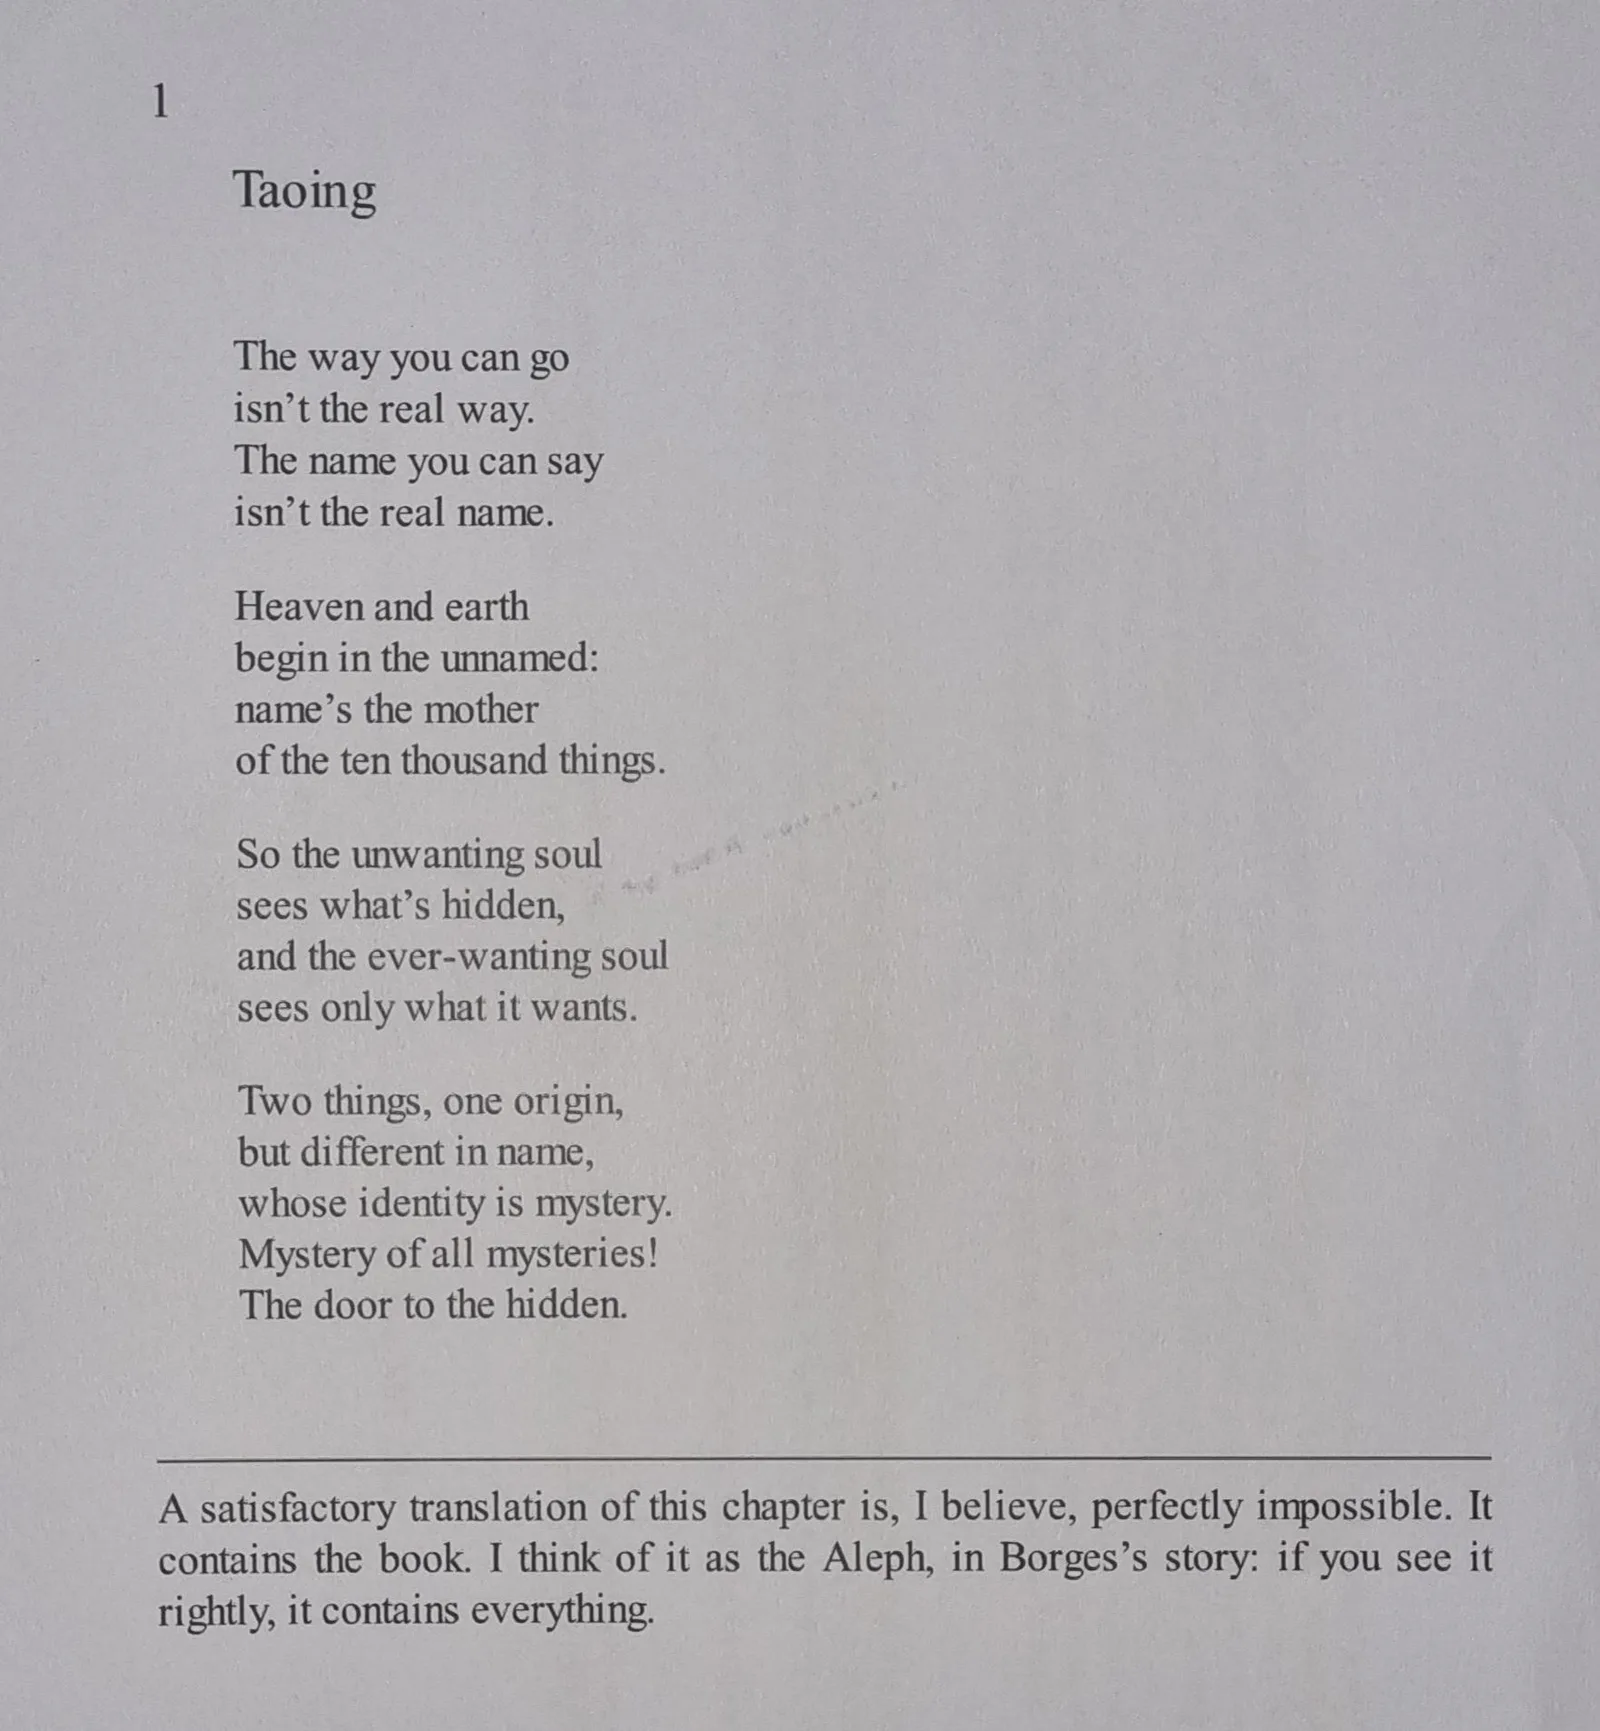 1
Taoing
The way you can go
isn’t the real way.
The name you can say
isn’t the real name.
Heaven and earth
begin in the unnamed:
name’s the mother
of the ten thousand things.
So the unwanting soul
sees what’s hidden,
and the ever-wanting soul
sees only what it wants.
Two things, one origin,
but different in name,
whose identity is mystery.
Mystery of all mysteries!
The door to the hidden.
A satisfactory translation of this chapter is, I believe, perfectly impossible. It
contains the book. I think of it as the Aleph, in Borges’s story: if you see it
rightly, it contains everything.